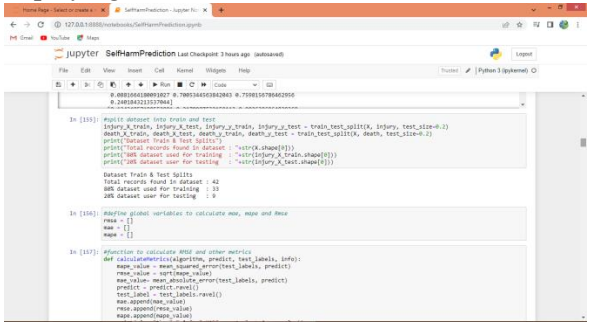 Home Page - Select or create a n
SelfHarmPrediction - Jupyter No
127.0.0.1:8888/notebooks/SelfHarmPrediction.ipynb
Gmail YouTube Maps
jupyter SelfHarmPrediction Last Checkpoint: 3 hours ago (autosaved)
Logout
File Edit View Insert Cell Kernel Widgets Help
Trusted Python 3 (ipykernel)
Run Code
0.2401043213537044]
In [155]: #split dataset into train and test
injury_X_train, injury_X_test, injury_y_train, injury_y_test = train_test_split(X, injury, test_size=0.2)
death_X_train, death_X_test, death_y_train, death_y_test = train_test_split(X, death, test_size=0.2)
print("Dataset Train & Test Splits")
print("Total records found in dataset : "+str(X.shape[0]))
print("80% dataset used for training : "+str(injury_X_train.shape[0]))
print("20% dataset user for testing : "+str(injury_X_test.shape[0]))
Dataset Train & Test Splits
Total records found in dataset : 42
80% dataset used for training : 33
20% dataset user for testing : 9
In [156]: #define global variables to calculate mae, mape and Rmse
rmse = []
mae = []
mape = []
In [157]: #function to calculate RMSE and other metrics
def calculateMetrics(algorithm, predict, test_labels, info):
mape_value = mean_squared_error(test_labels, predict)
rmse_value = sqrt(mape_value)
mae_value= mean_absolute_error(test_labels, predict)
predict = predict.ravel()
test_label = test_labels.ravel()
mae.append(mae_value)
rmse.append(rmse_value)
mape.append(mape_value)